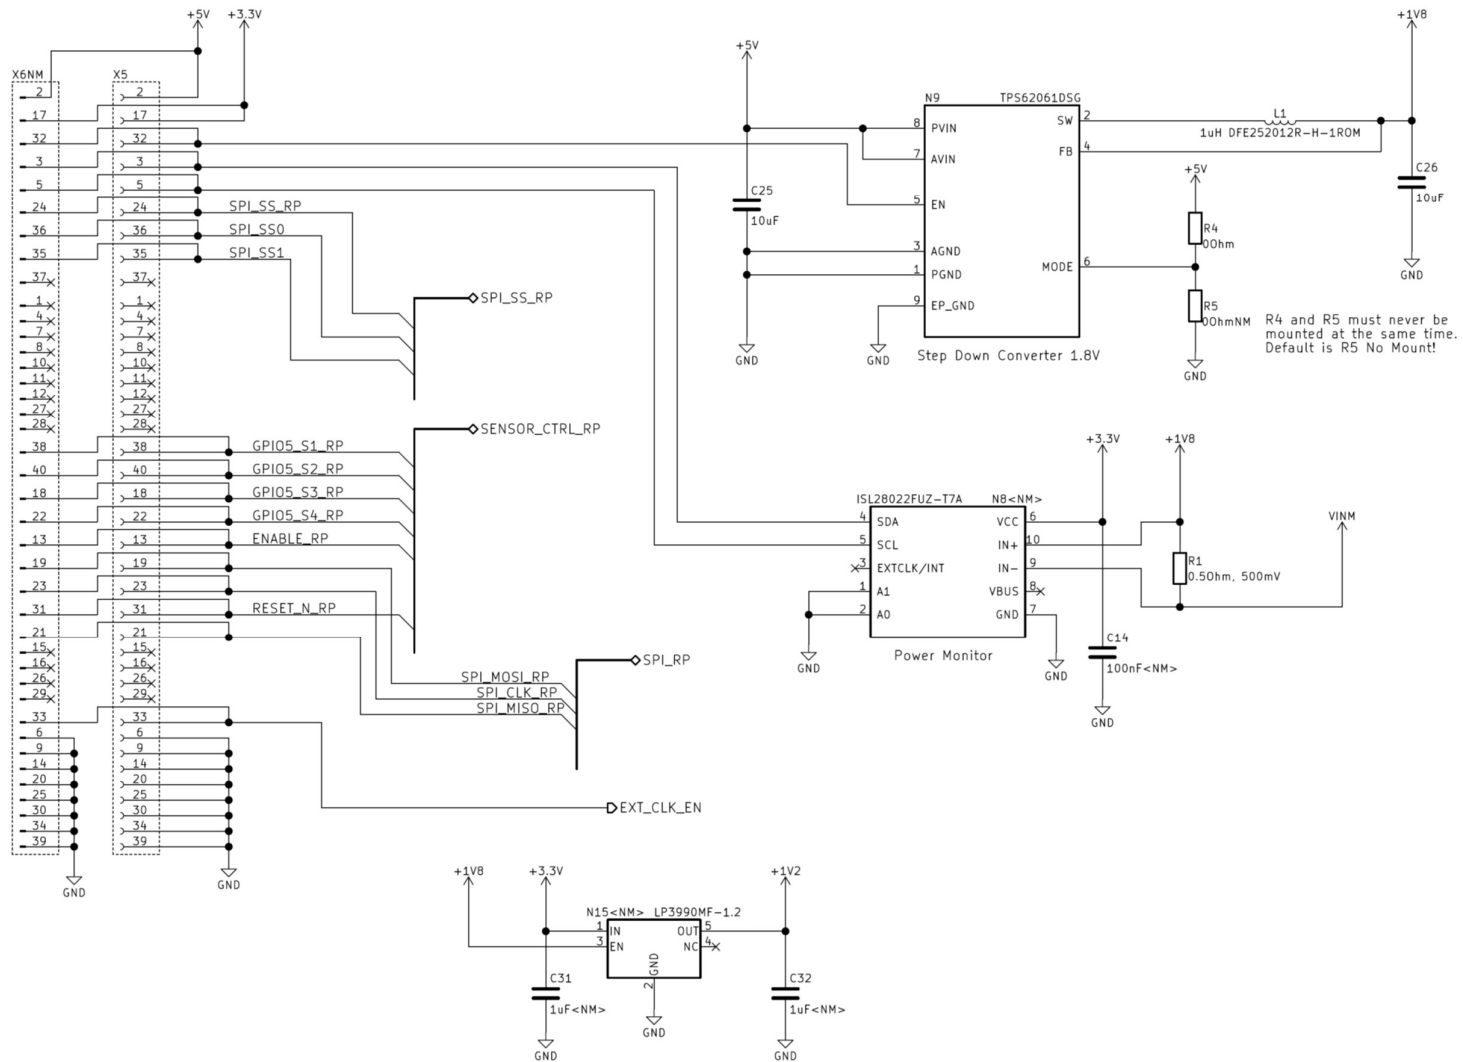 +5V
+3.3V
X6NM
X5
2 2
17 17
32 32
3 3
5 5
24 24 SPI_SS_RP
36 36 SPI_SS0
35 35 SPI_SS1
37 37
1 1
4 4
7 7
8 8
10 10
11 11
12 12
27 27
28 28
38 38 GPIO5_S1_RP
40 40 GPIO5_S2_RP
18 18 GPIO5_S3_RP
22 22 GPIO5_S4_RP
13 13 ENABLE_RP
19 19
23 23
31 31 RESET_N_RP
21 21
15 15
16 16
26 26
29 29
33 33
6 6
9 9
14 14
20 20
25 25
30 30
34 34
39 39
GND
GND
SPI_SS_RP
SENSOR_CTRL_RP
SPI_RP
SPI_MOSI_RP
SPI_CLK_RP
SPI_MISO_RP
EXT_CLK_EN
+5V
C25
10uF
GND
N9 TPS62061DSG
8 PVIN
7 AVIN
5 EN
3 AGND
1 PGND
9 EP_GND
SW 2
FB 4
MODE 6
GND
Step Down Converter 1.8V
L1
1uH DFE252012R-H-1ROM
+1V8
C26
10uF
GND
+5V
R4
0Ohm
R5
0OhmNM
GND
R4 and R5 must never be
mounted at the same time.
Default is R5 No Mount!
ISL28022FUZ-T7A N8<NM>
4 SDA
5 SCL
3 EXTCLK/INT
1 A1
2 A0
VCC 6
IN+ 10
IN- 9
VBUS 8
GND 7
GND
Power Monitor
GND
+3.3V
C14
100nF<NM>
GND
+1V8
R1
0.5Ohm, 500mV
VINM
+1V8
+3.3V
N15<NM> LP3990MF-1.2
1 IN
3 EN
OUT 5
NC 4
GND
2
GND
C31
1uF<NM>
GND
+1V2
C32
1uF<NM>
GND